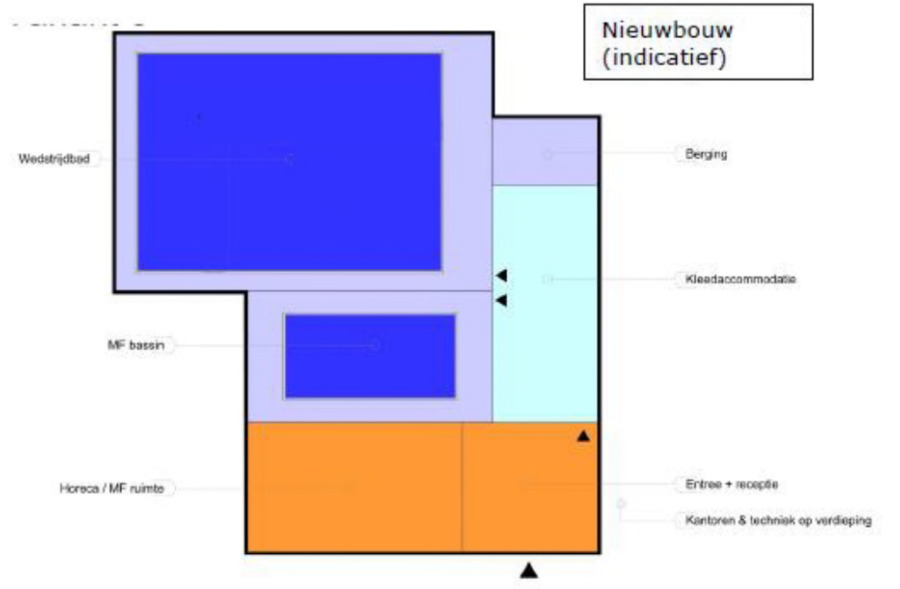 Nieuwbouw
(indicatief)
Wedstrijdbad
Berging
Kleedaccommodatie
MF bassin
Horeca / MF ruimte
Entree + receptie
Kantoren & techniek op verdieping